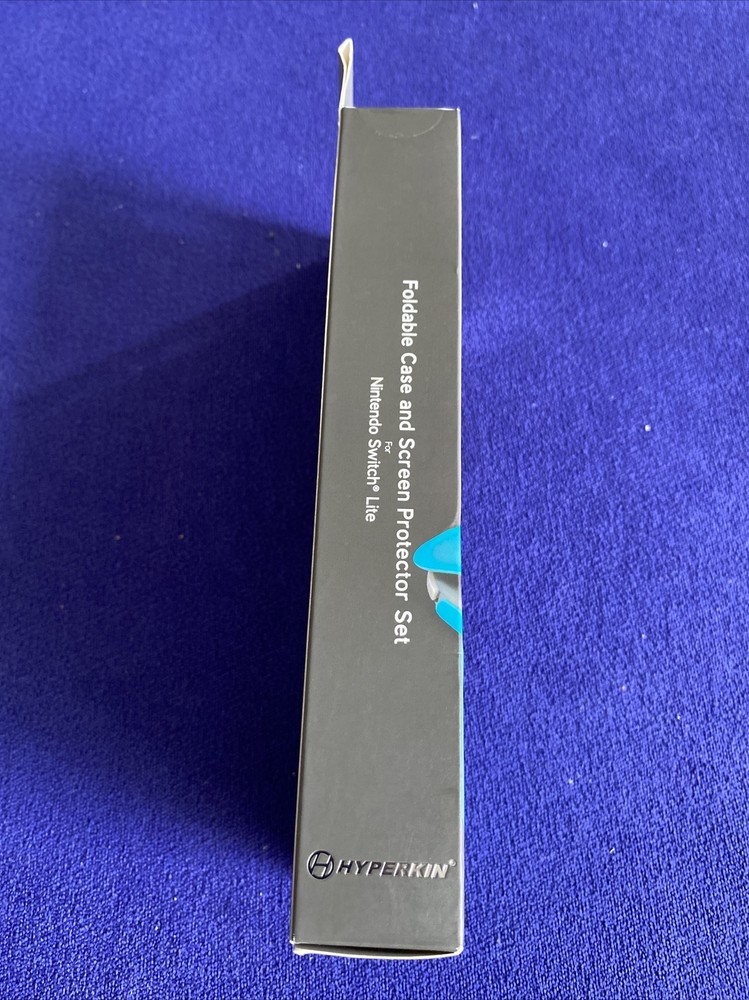 Foldable Case and Screen Protector Set
For
Nintendo Switch® Lite
HYPERKIN®